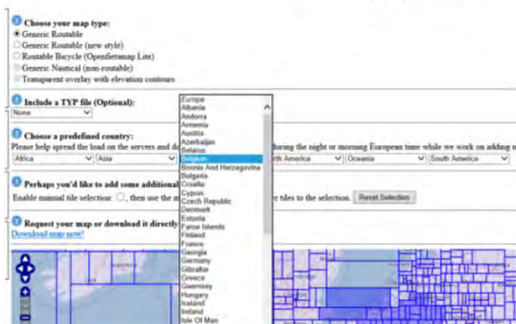 Choose your map type:
Generic Routable
Generic Routable (new style)
Routable Bicycle (Openfietsmap Lite)
Generic Nautical (non-routable)
Transparent overlay with elevation contours
Include a TYP file (Optional):
None
Choose a predefined country:
Please help spread the load on the servers and do
during the night or morning European time while we work on adding
Africa
Asia
North America
Oceania
South America
Europe
Albania
Andorra
Armenia
Austria
Azerbaijan
Belarus
Belgium
Bosnia And Herzegovina
Bulgaria
Croatia
Cyprus
Czech Republic
Denmark
Estonia
Faroe Islands
Finland
France
Georgia
Germany
Gibraltar
Greece
Guernsey
Hungary
Iceland
Ireland
Isle Of Man
Perhaps you'd like to add some additional
Enable manual tile selection: , then use the m
e tiles to the selection. Reset Selection
Request your map or download it directly
Download map now!